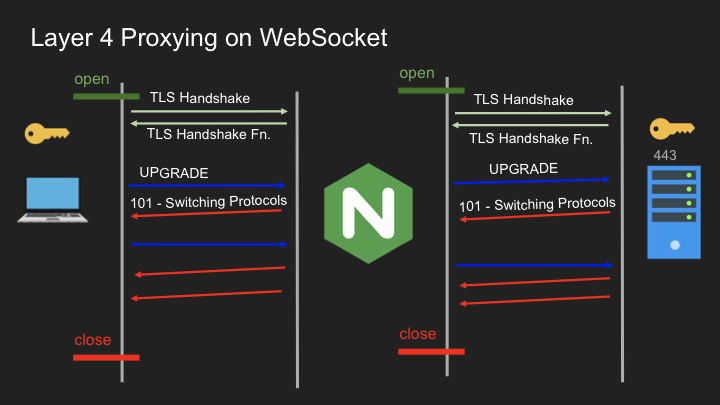 Layer 4 Proxying on WebSocket
open
TLS Handshake
TLS Handshake Fn.
UPGRADE
101 - Switching Protocols
close
N
open
TLS Handshake
TLS Handshake Fn.
UPGRADE
101 - Switching Protocols
close
443